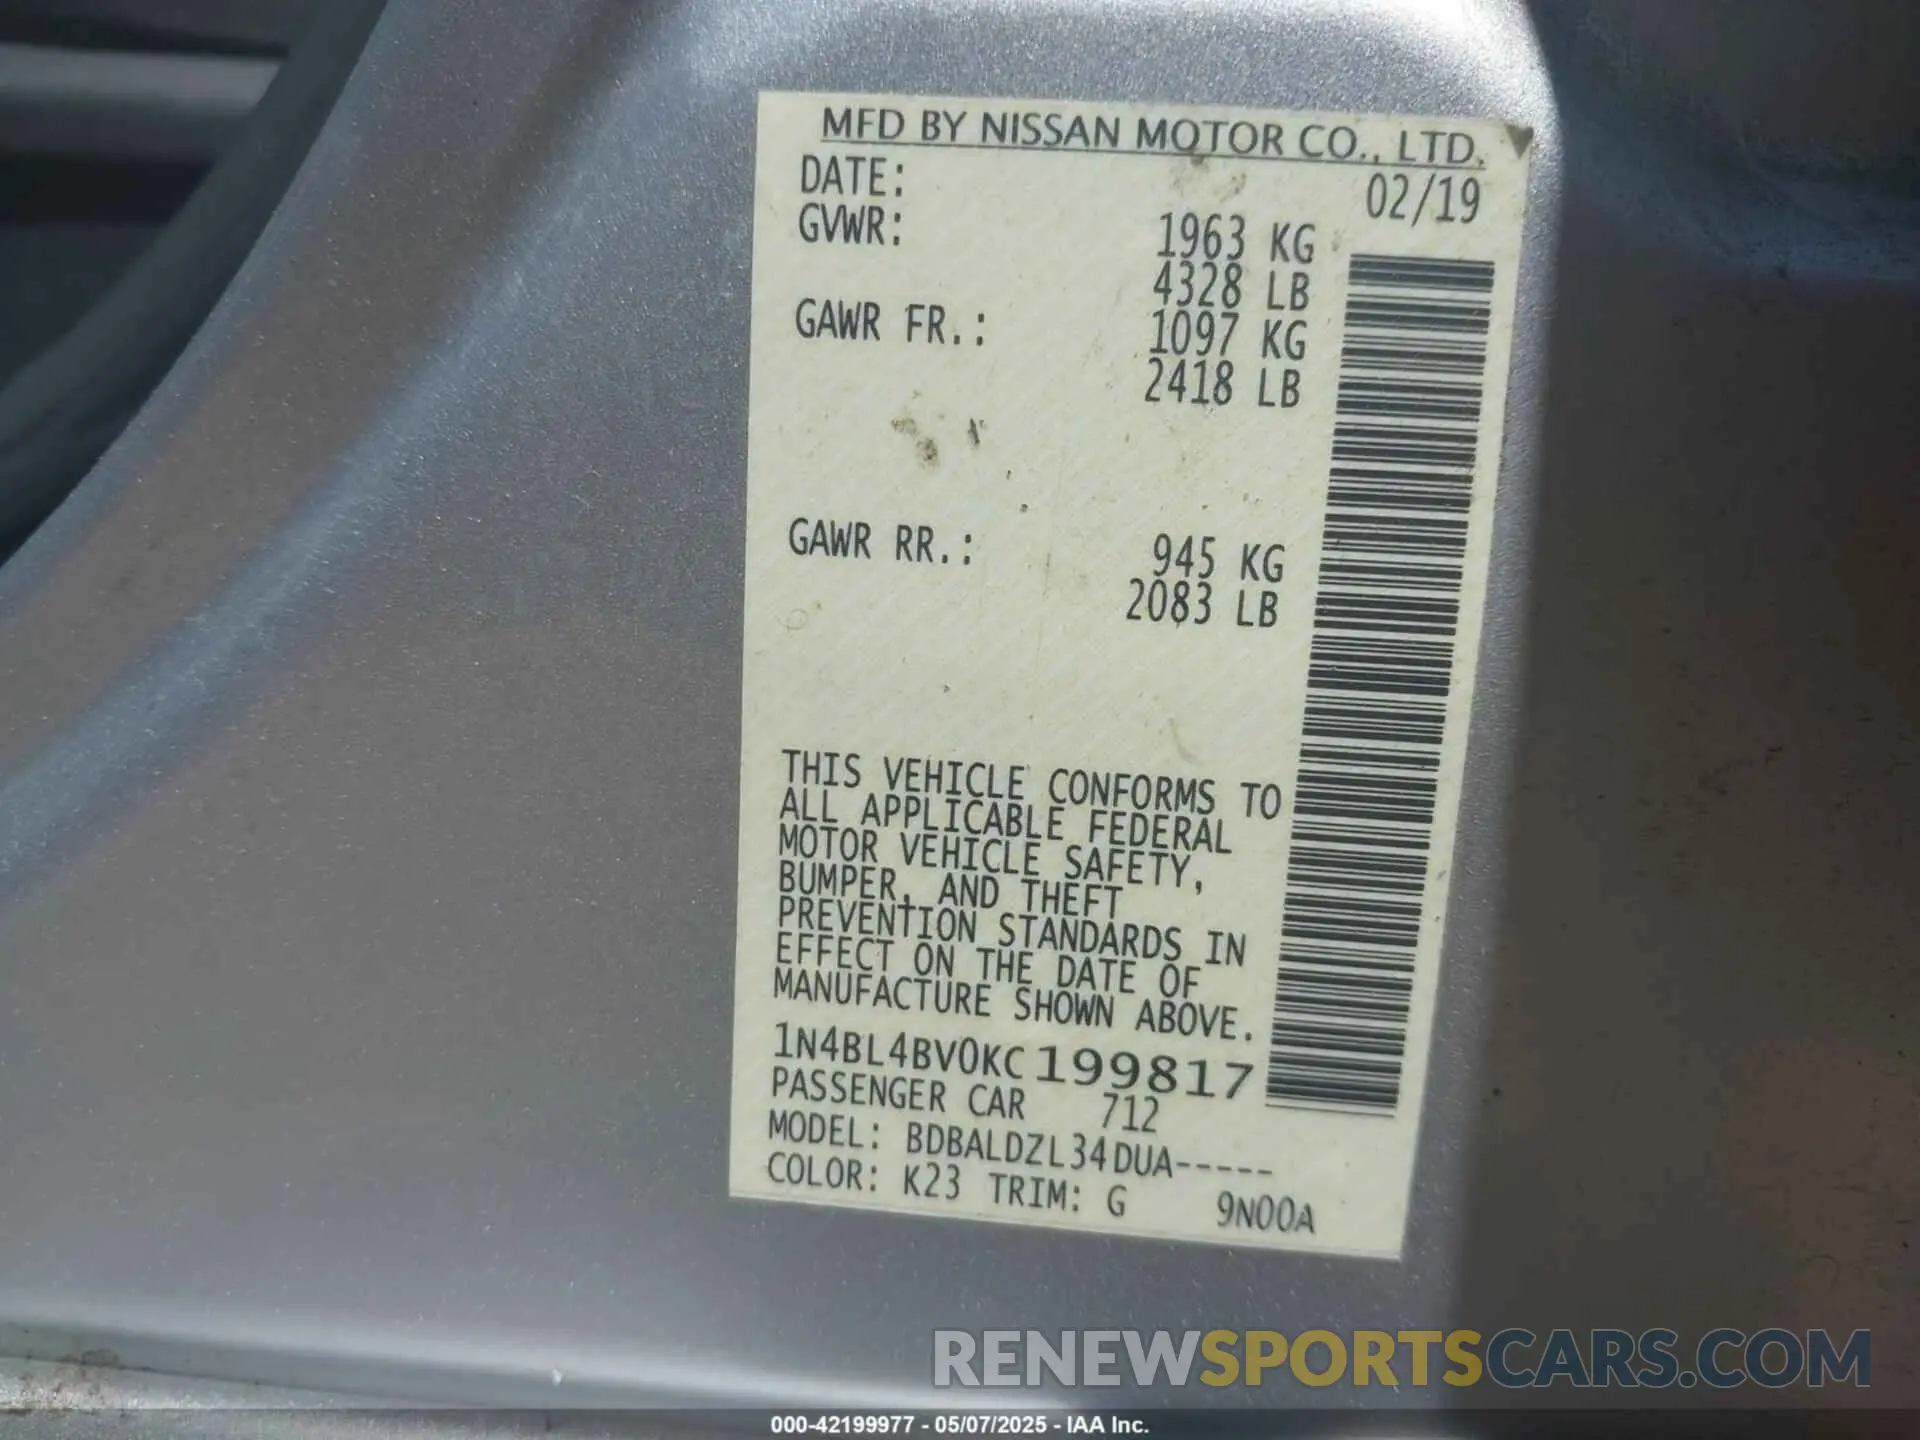 MFD BY NISSAN MOTOR CO., LTD.
DATE: 02/19
GVWR: 1963 KG
4328 LB
GAWR FR.: 1097 KG
2418 LB
GAWR RR.: 945 KG
2083 LB
THIS VEHICLE CONFORMS TO
ALL APPLICABLE FEDERAL
MOTOR VEHICLE SAFETY,
BUMPER, AND THEFT
PREVENTION STANDARDS IN
EFFECT ON THE DATE OF
MANUFACTURE SHOWN ABOVE.
1N4BL4BV0KC199817
PASSENGER CAR 712
MODEL: BDBALDZL34DUA-----
COLOR: K23 TRIM: G 9N00A
RENEWSPORTSCARS.COM
000-42199977 - 05/07/2025 - IAA Inc.